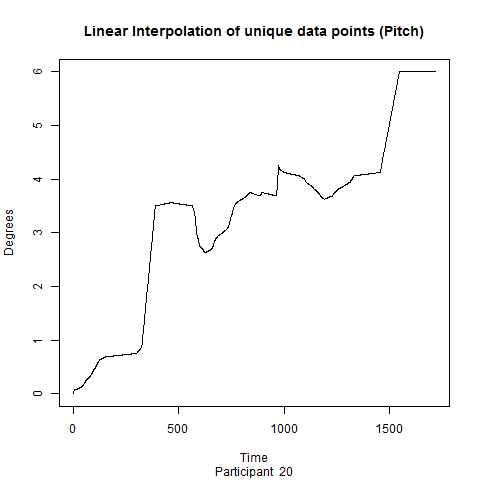 Linear Interpolation of unique data points (Pitch)
6
5
4
3
2
1
0
Degrees
0 500 1000 1500
Time
Participant 20